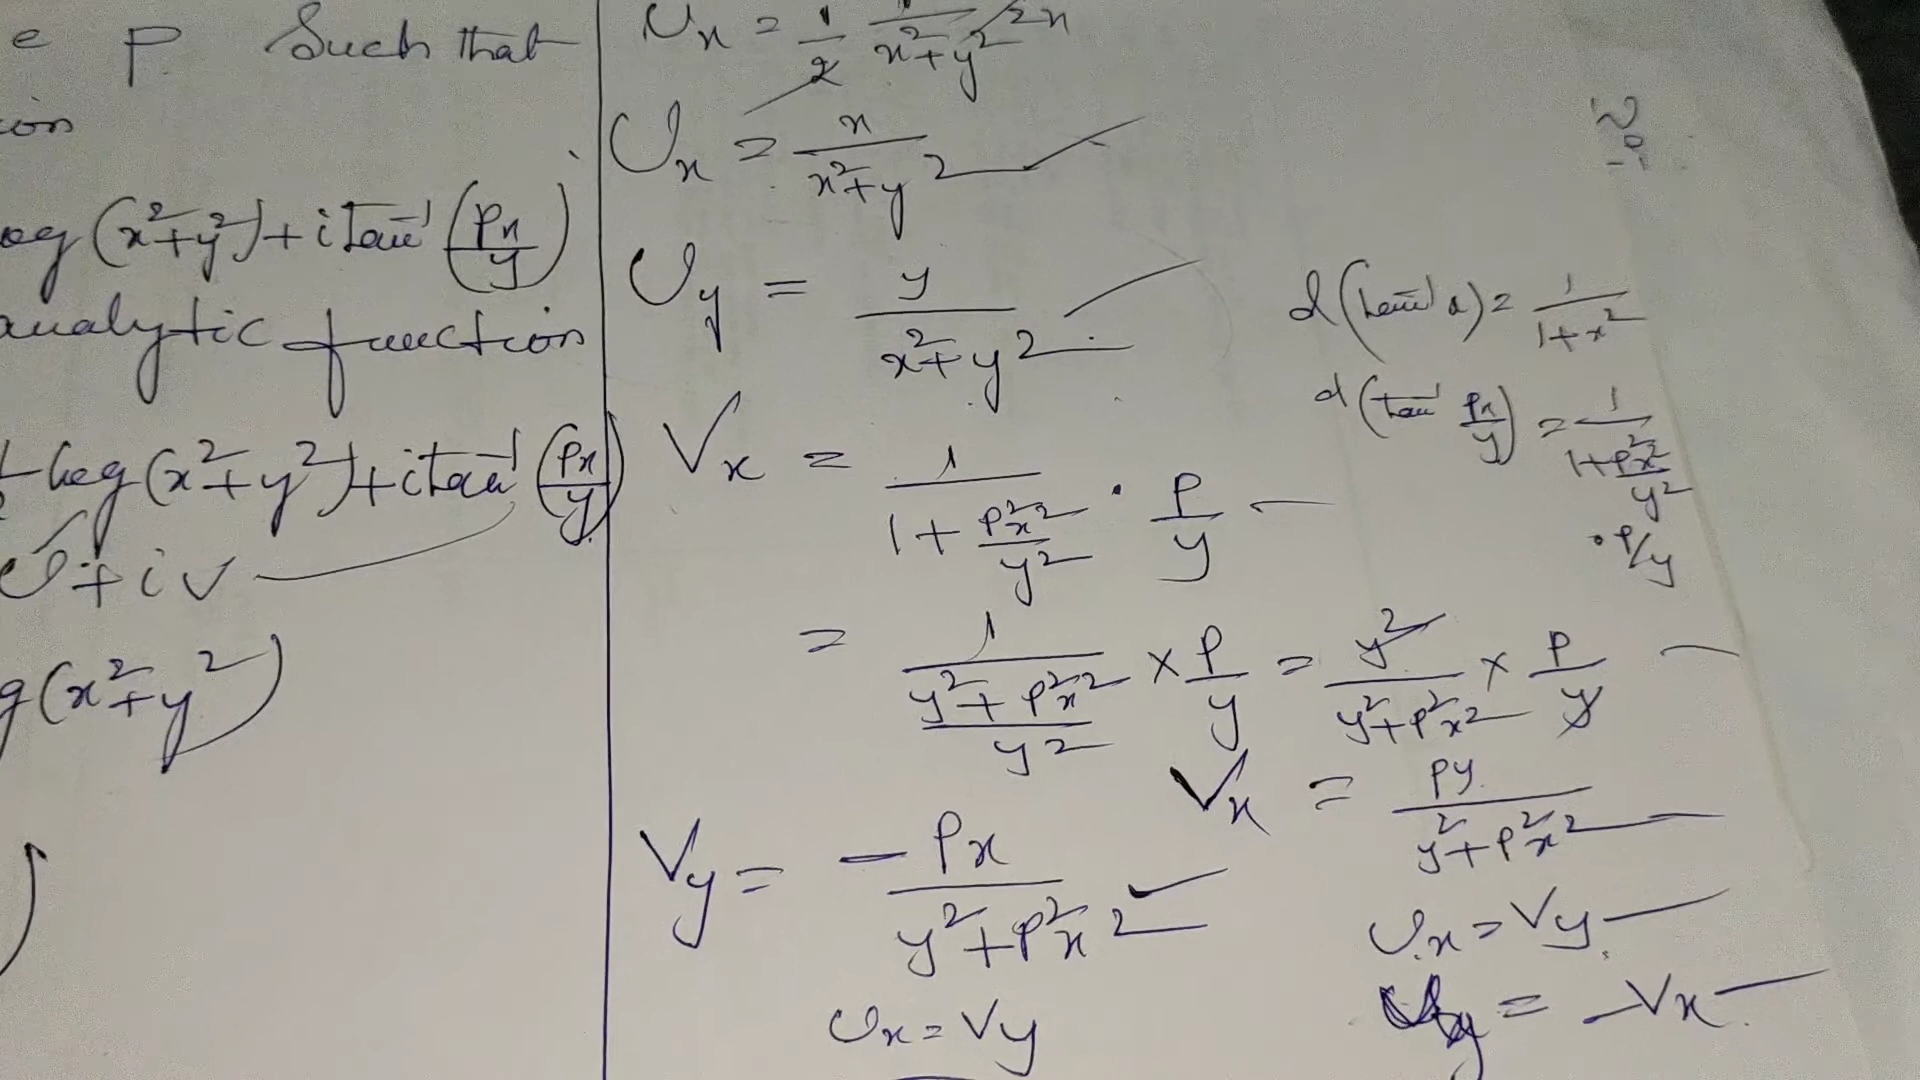 e P. Such that
ion
og (x²+y²) + i Tan⁻¹ (Px/y)
analytic function
log (x²+y²) + i Tan⁻¹ (Px/y)
U + iV
g (x²+y²)
)
Ux = 1/2 1/(x²+y²) 2x
Ux = x/(x²+y²)
Uy = y/(x²+y²)
d (tan⁻¹ x) = 1/(1+x²)
d (tan⁻¹ Px/y) = 1/(1+P²x²/y²)
· P/y
Vx = 1/(1+P²x²/y²) · P/y
= 1/((y²+P²x²)/y²) × P/y = y²/(y²+P²x²) × P/y
Vx = Py/(y²+P²x²)
Vy = -Px/(y²+P²x²)
Ux = Vy
Ux = Vy
Uy = -Vx